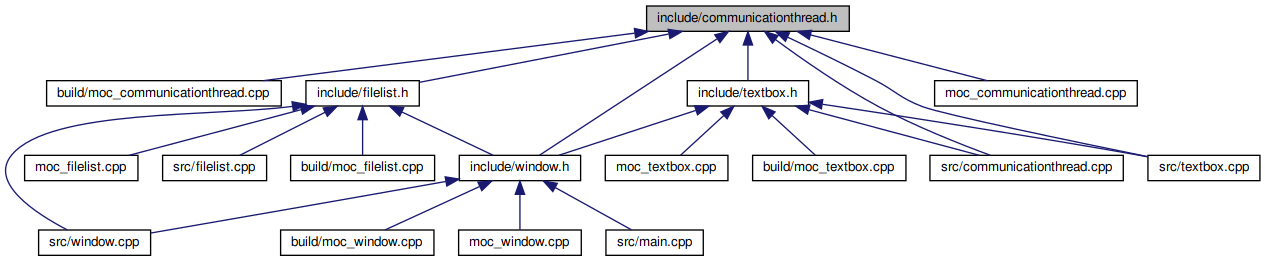 include/communicationthread.h
build/moc_communicationthread.cpp
include/filelist.h
include/textbox.h
moc_communicationthread.cpp
moc_filelist.cpp
src/filelist.cpp
build/moc_filelist.cpp
include/window.h
moc_textbox.cpp
build/moc_textbox.cpp
src/communicationthread.cpp
src/textbox.cpp
src/window.cpp
build/moc_window.cpp
moc_window.cpp
src/main.cpp